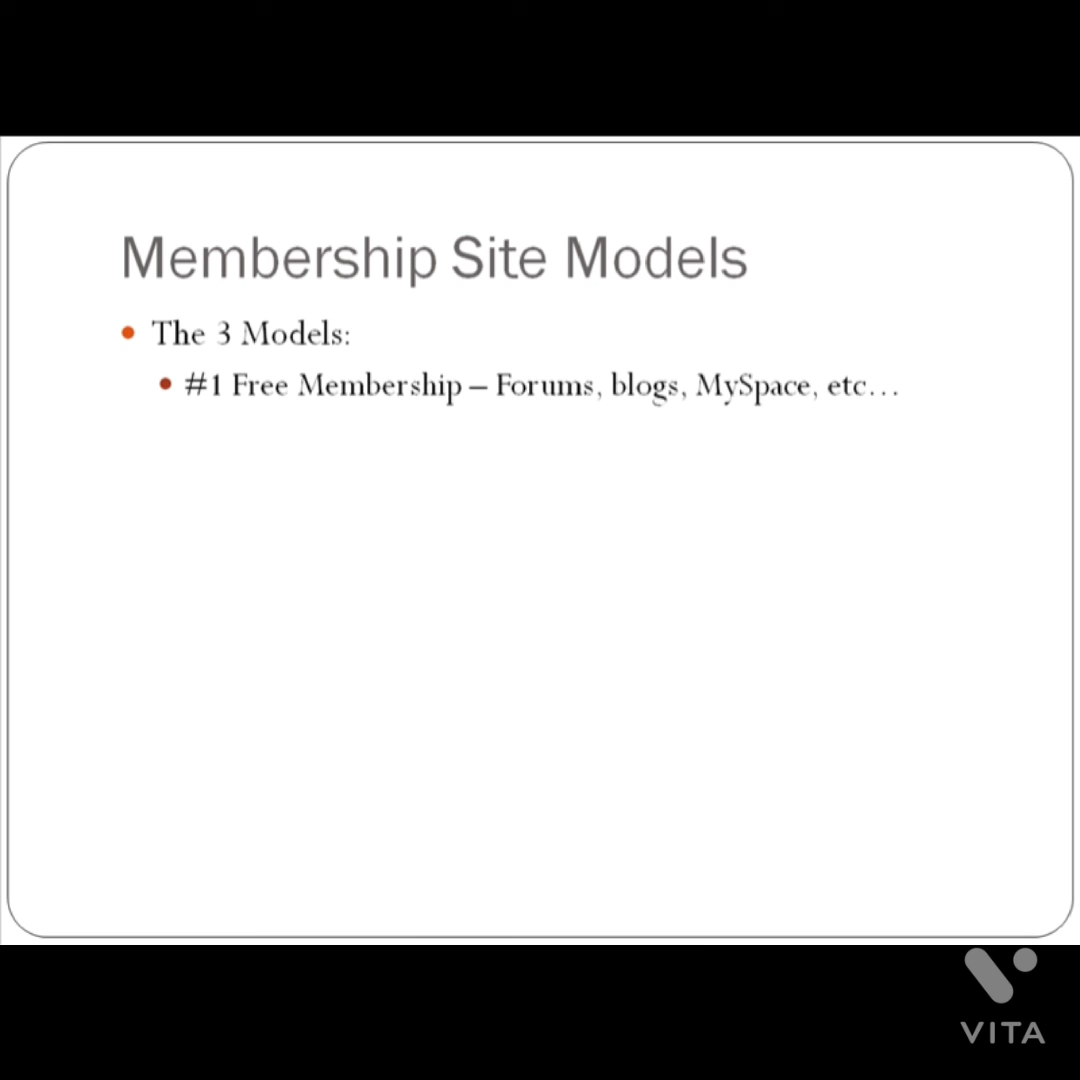 Membership Site Models
The 3 Models:
#1 Free Membership – Forums, blogs, MySpace, etc…
VITA